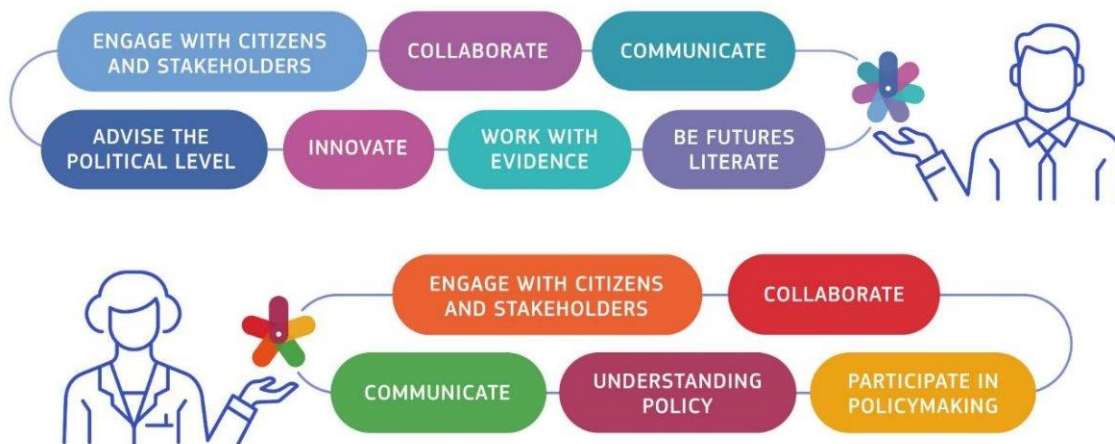 ENGAGE WITH CITIZENS
AND STAKEHOLDERS
COLLABORATE
COMMUNICATE
ADVISE THE
POLITICAL LEVEL
INNOVATE
WORK WITH
EVIDENCE
BE FUTURES
LITERATE
ENGAGE WITH CITIZENS
AND STAKEHOLDERS
COLLABORATE
COMMUNICATE
UNDERSTANDING
POLICY
PARTICIPATE IN
POLICYMAKING